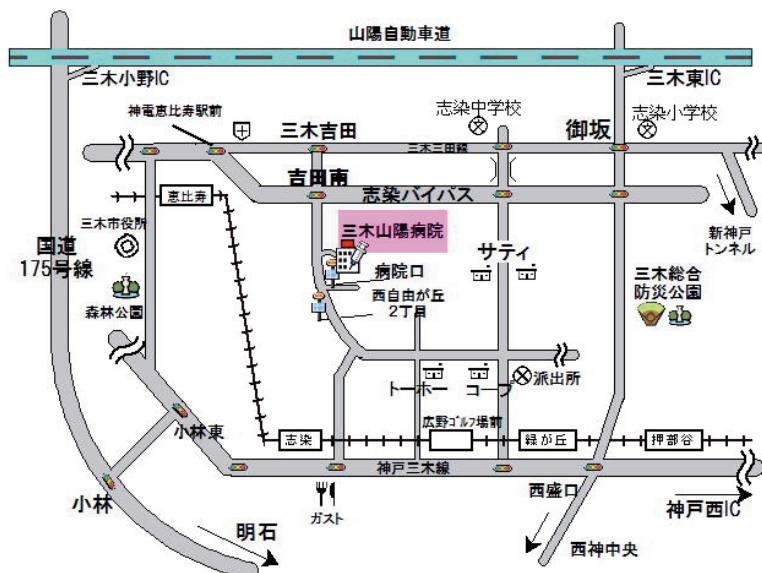 山陽自動車道
三木小野IC
三木東IC
神電恵比寿駅前
志染中学校
志染小学校
三木吉田
御坂
三木三田線
吉田南
志染バイパス
恵比寿
三木市役所
国道
175号線
三木山陽病院
サティ
新神戸
トンネル
病院口
三木総合
防災公園
森林公園
西自由が丘
2丁目
トーホー
コープ
派出所
小林東
志染
広野ゴルフ場前
緑が丘
押部谷
神戸三木線
小林
ガスト
西盛口
神戸西IC
明石
西神中央